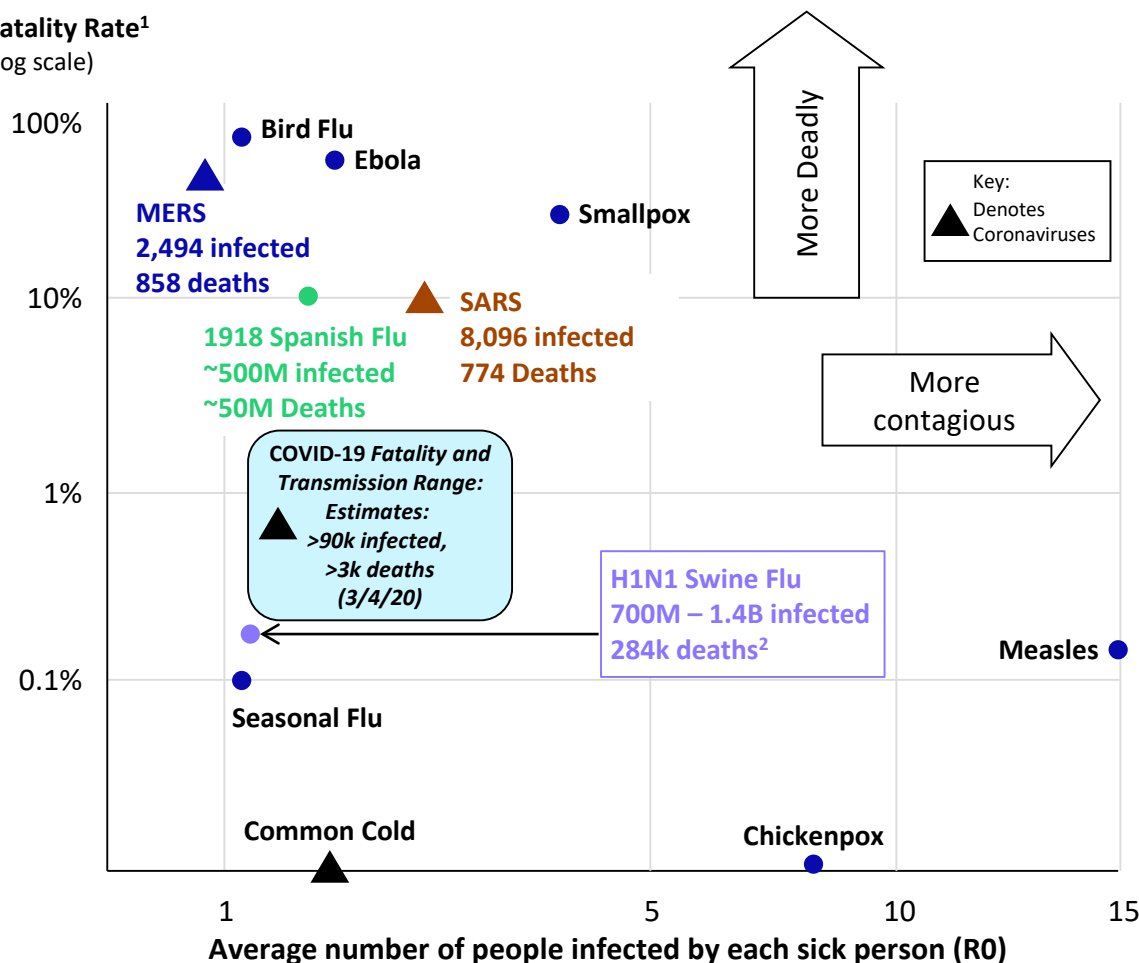 atality Rate1
og scale)
100%
Bird Flu
Ebola
MERS
2,494 infected
858 deaths
Smallpox
More Deadly
Key:
Denotes
Coronaviruses
10%
1918 Spanish Flu
~500M infected
~50M Deaths
SARS
8,096 infected
774 Deaths
More
contagious
COVID-19 Fatality and
Transmission Range:
Estimates:
>90k infected,
>3k deaths
(3/4/20)
1%
H1N1 Swine Flu
700M – 1.4B infected
284k deaths2
Measles
0.1%
Seasonal Flu
Common Cold
Chickenpox
1
5
10
15
Average number of people infected by each sick person (R0)